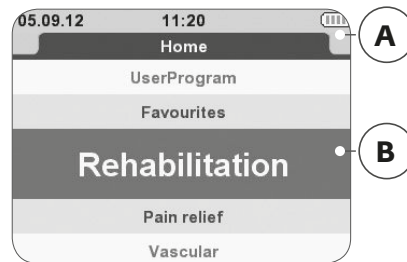 05.09.12 11:20
Home
A
UserProgram
Favourites
Rehabilitation
B
Pain relief
Vascular